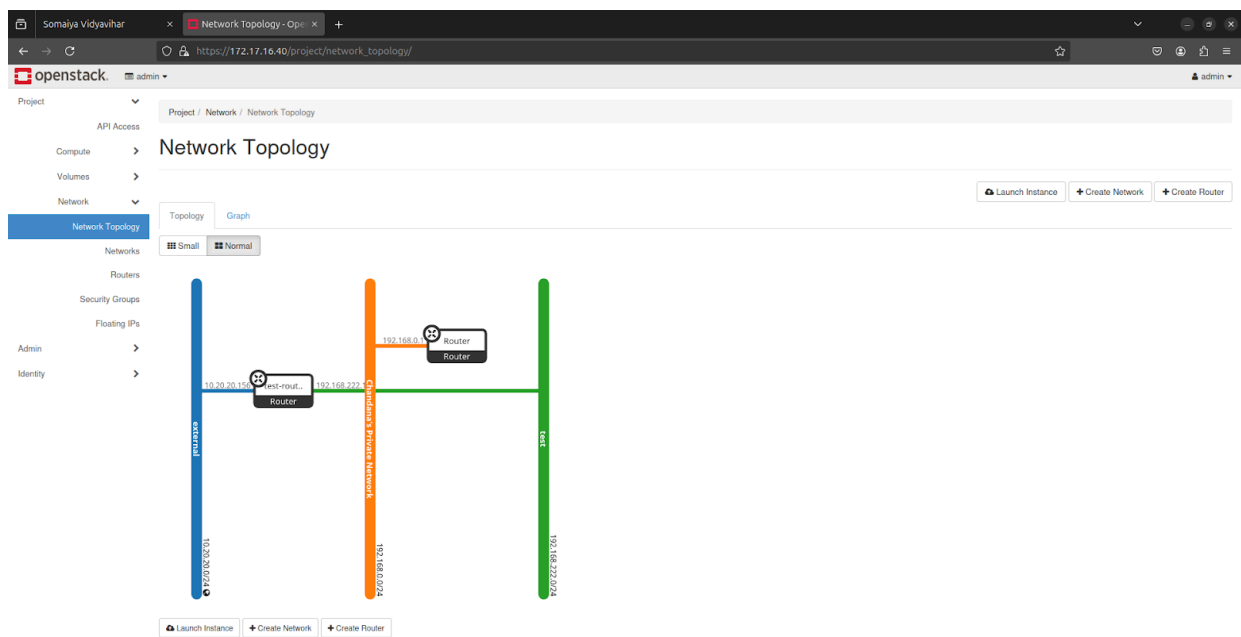 Somaiya Vidyavihar
Network Topology - Ope
https://172.17.16.40/project/network_topology/
openstack. admin
admin
Project
API Access
Compute
Volumes
Network
Network Topology
Networks
Routers
Security Groups
Floating IPs
Admin
Identity
Project / Network / Network Topology
Network Topology
Launch Instance
+ Create Network
+ Create Router
Topology
Graph
Small
Normal
192.168.0.1
Router
Router
10.20.20.156
test-rout..
Router
192.168.222.1
external
Chandana's Private Network
test
10.20.20.0/24
192.168.0.0/24
192.168.222.0/24
Launch Instance
+ Create Network
+ Create Router